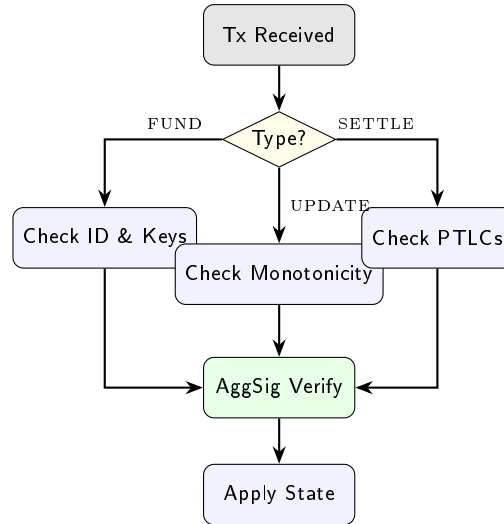 Tx Received
Type?
FUND
SETTLE
UPDATE
Check ID & Keys
Check Monotonicity
Check PTLCs
AggSig Verify
Apply State